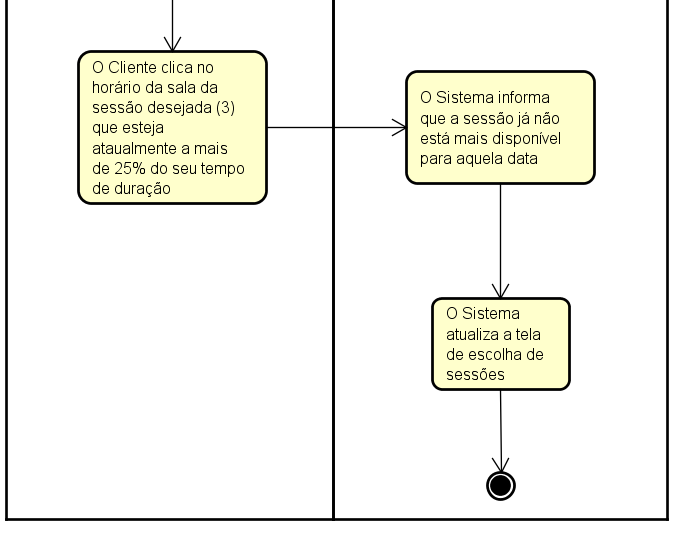 O Cliente clica no
horário da sala da
sessão desejada (3)
que esteja
ataualmente a mais
de 25% do seu tempo
de duração
O Sistema informa
que a sessão já não
está mais disponível
para aquela data
O Sistema
atualiza a tela
de escolha de
sessões